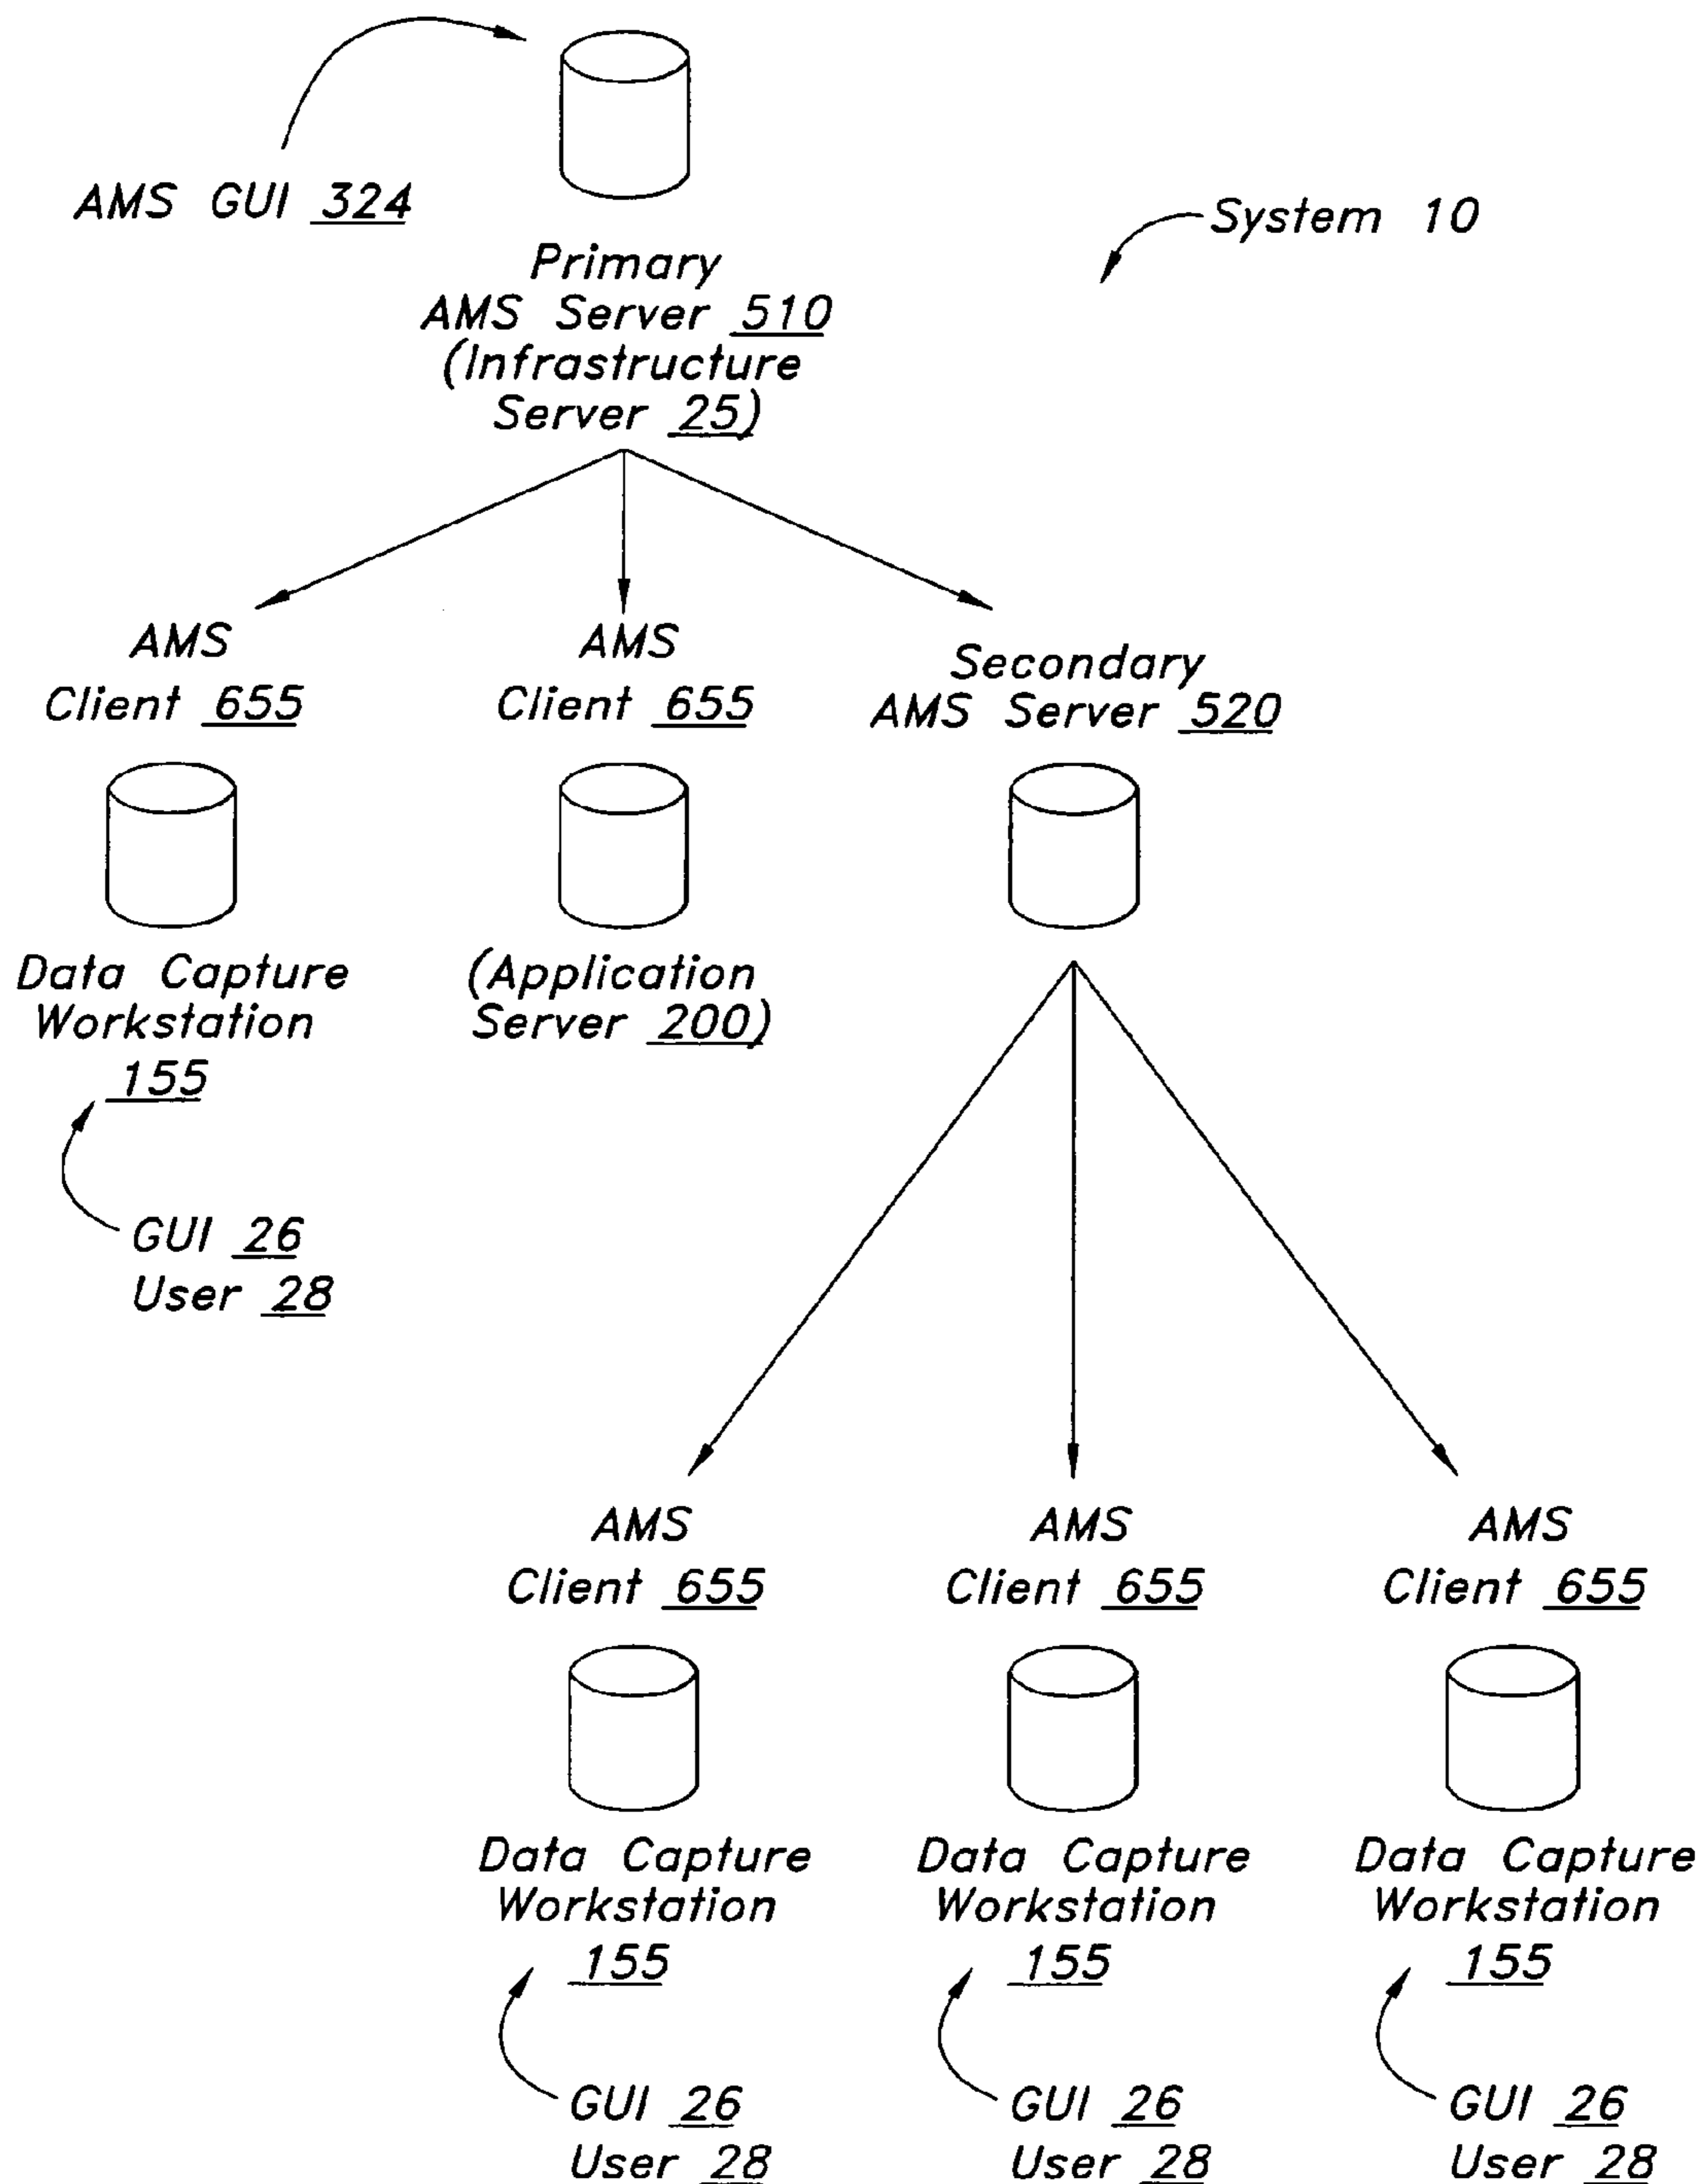 AMS GUI 324
System 10
Primary
AMS Server 510
(Infrastructure
Server 25)
AMS
Client 655
AMS
Client 655
Secondary
AMS Server 520
Data Capture
Workstation
155
(Application
Server 200)
GUI 26
User 28
AMS
Client 655
AMS
Client 655
AMS
Client 655
Data Capture
Workstation
155
Data Capture
Workstation
155
Data Capture
Workstation
155
GUI 26
User 28
GUI 26
User 28
GUI 26
User 28